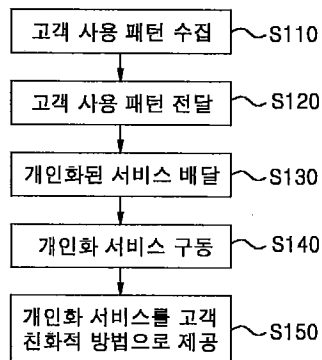 고객 사용 패턴 수집 S110
고객 사용 패턴 전달 S120
개인화된 서비스 배달 S130
개인화 서비스 구동 S140
개인화 서비스를 고객
친화적 방법으로 제공 S150